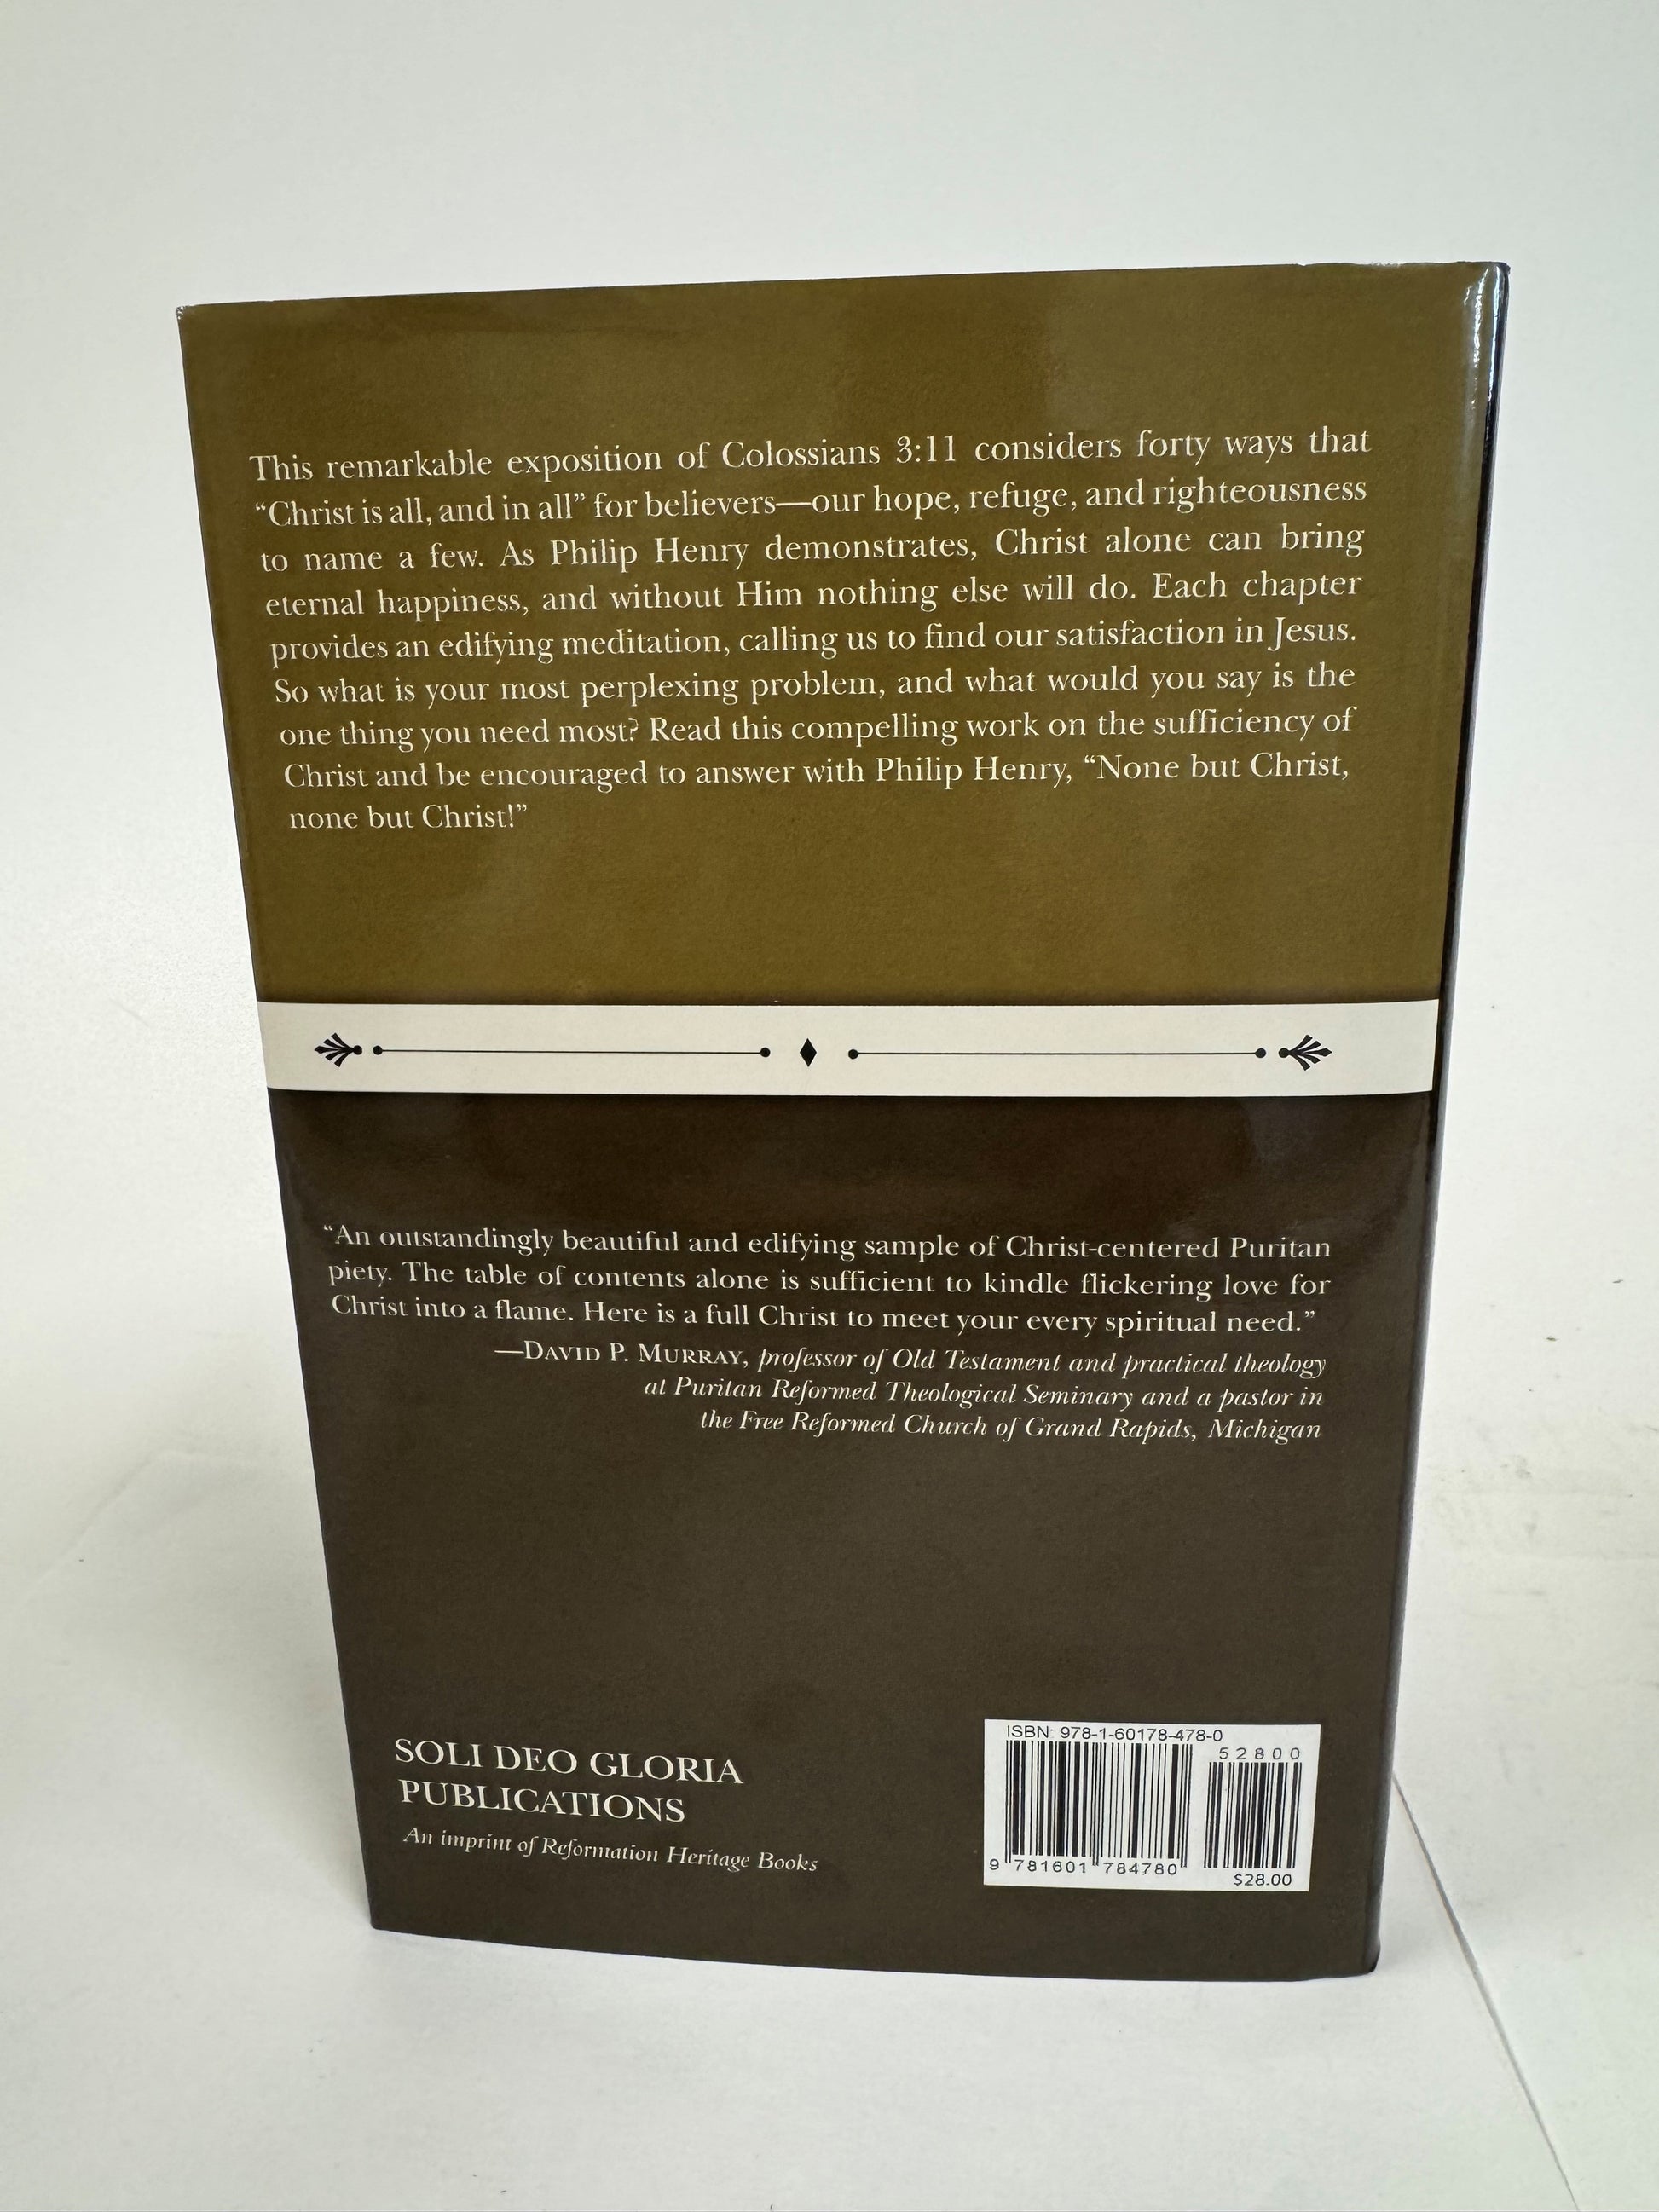 This remarkable exposition of Colossians 3:11 considers forty ways that
“Christ is all, and in all” for believers—our hope, refuge, and righteousness
to name a few. As Philip Henry demonstrates, Christ alone can bring
eternal happiness, and without Him nothing else will do. Each chapter
provides an edifying meditation, calling us to find our satisfaction in Jesus.
So what is your most perplexing problem, and what would you say is the
one thing you need most? Read this compelling work on the sufficiency of
Christ and be encouraged to answer with Philip Henry, “None but Christ,
none but Christ!”
“An outstandingly beautiful and edifying sample of Christ-centered Puritan
piety. The table of contents alone is sufficient to kindle flickering love for
Christ into a flame. Here is a full Christ to meet your every spiritual need.”
—DAVID P. MURRAY, professor of Old Testament and practical theology
at Puritan Reformed Theological Seminary and a pastor in
the Free Reformed Church of Grand Rapids, Michigan
SOLI DEO GLORIA
PUBLICATIONS
An imprint of Reformation Heritage Books
ISBN: 978-1-60178-478-0
52800
9 781601 784780
$28.00